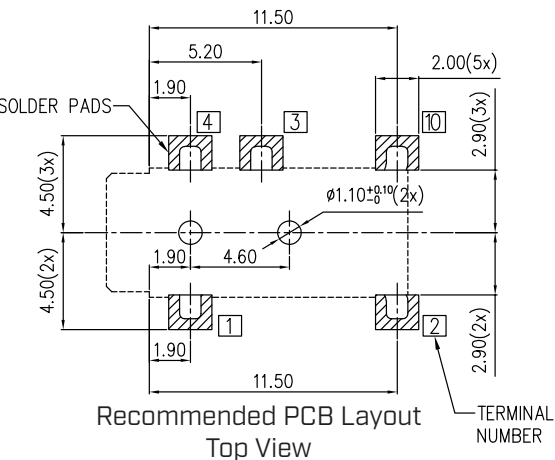 11.50
5.20
2.00(5x)
1.90
SOLDER PADS
4
3
10
4.50(3x)
2.90(3x)
ø1.10+0.10 -0 (2x)
1.90
4.60
4.50(2x)
2.90(2x)
1
2
1.90
11.50
TERMINAL
NUMBER
Recommended PCB Layout
Top View